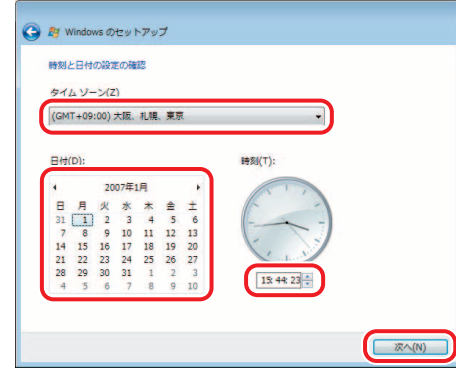 Windows のセットアップ
時刻と日付の設定の確認
タイム ゾーン(Z)
(GMT+09:00) 大阪、札幌、東京
日付(D):
時刻(T):
2007年1月
日 月 火 水 木 金 土
31 1 2 3 4 5 6
7 8 9 10 11 12 13
14 15 16 17 18 19 20
21 22 23 24 25 26 27
28 29 30 31 1 2 3
4 5 6 7 8 9 10
15:44:23
次へ(N)